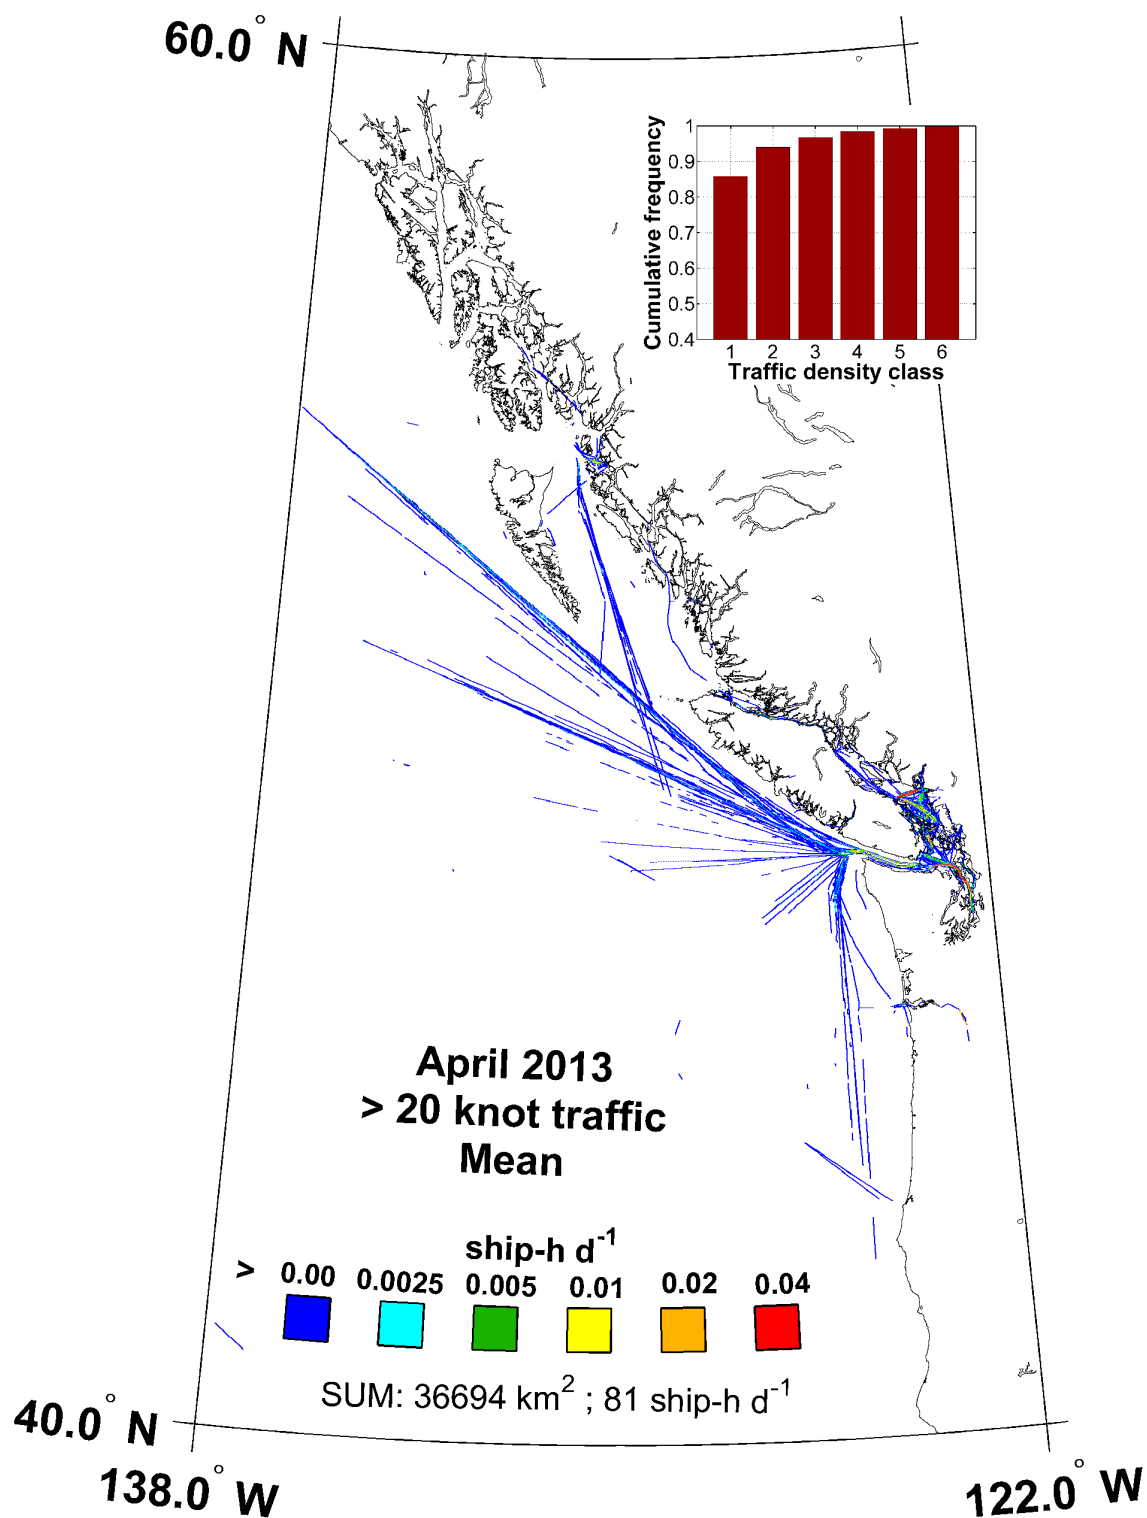 60.0° N
Cumulative frequency
1
0.9
0.8
0.7
0.6
0.5
0.4
1 2 3 4 5 6
Traffic density class
April 2013
> 20 knot traffic
Mean
ship-h d⁻¹
> 0.00 0.0025 0.005 0.01 0.02 0.04
SUM: 36694 km² ; 81 ship-h d⁻¹
40.0° N
138.0° W
122.0° W